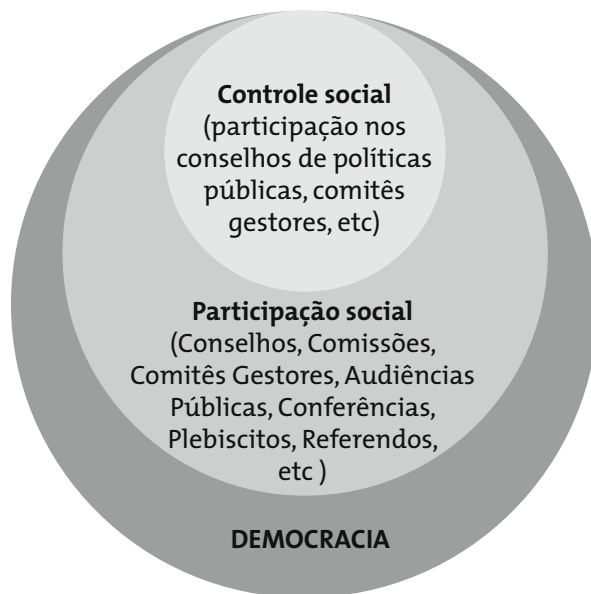 Controle social
(participação nos
conselhos de políticas
públicas, comitês
gestores, etc)
Participação social
(Conselhos, Comissões,
Comitês Gestores, Audiências
Públicas, Conferências,
Plebiscitos, Referendos,
etc )
DEMOCRACIA